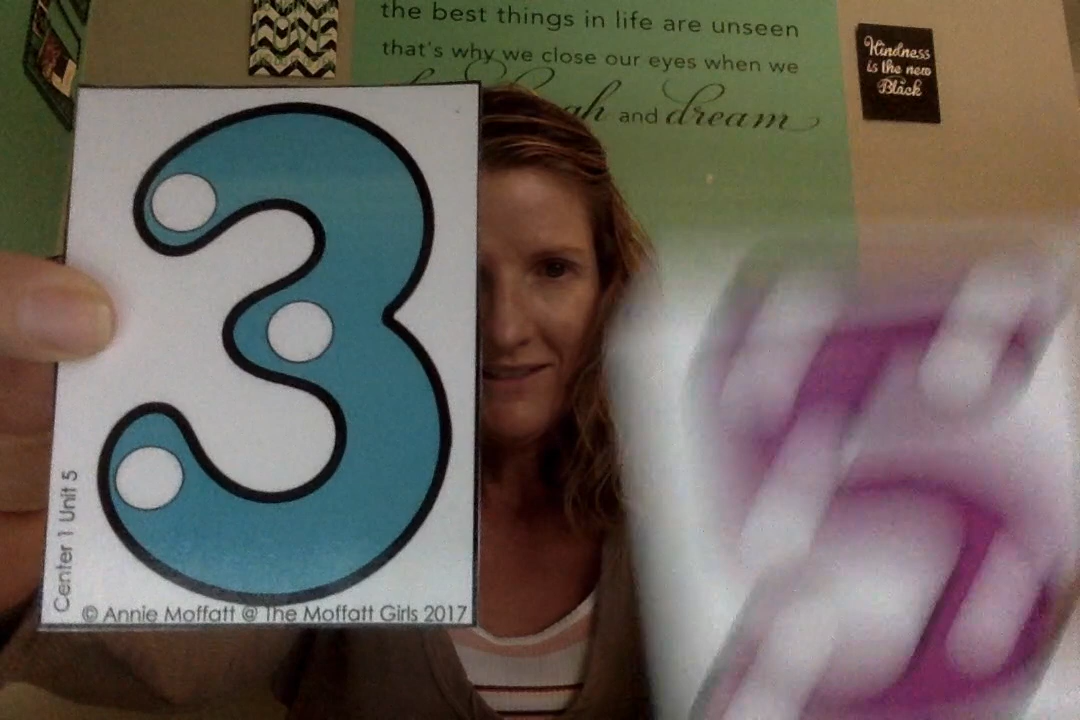 the best things in life are unseen
that's why we close our eyes when we
and dream
Kindness
is the new
Black
3
5
Center 1 Unit 5
© Annie Moffatt @ The Moffatt Girls 2017